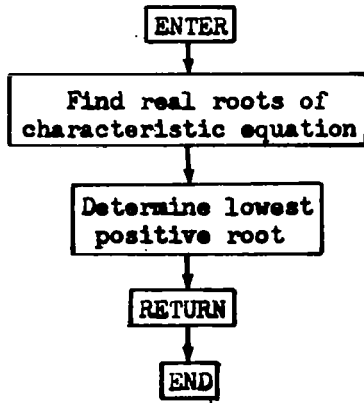 ENTER
Find real roots of
characteristic equation
Determine lowest
positive root
RETURN
END